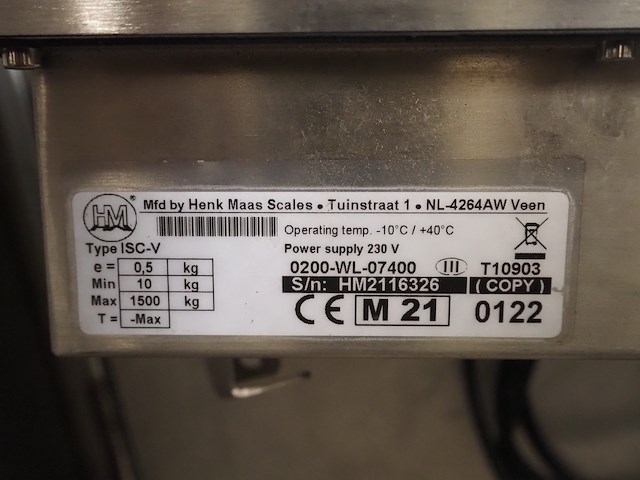 HM
Mfd by Henk Maas Scales • Tuinstraat 1 • NL-4264AW Veen
Operating temp. -10°C / +40°C
Type ISC-V
Power supply 230 V
e = 0,5 kg
Min 10 kg
Max 1500 kg
T = -Max
0200-WL-07400 III T10903
S/n: HM2116326 (COPY)
CE M 21 0122